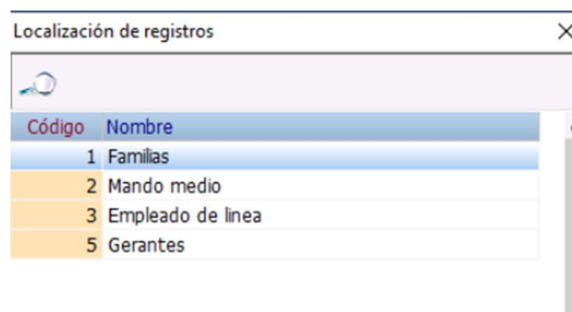 Localización de registros
Código Nombre
1 Familias
2 Mando medio
3 Empleado de linea
5 Gerantes